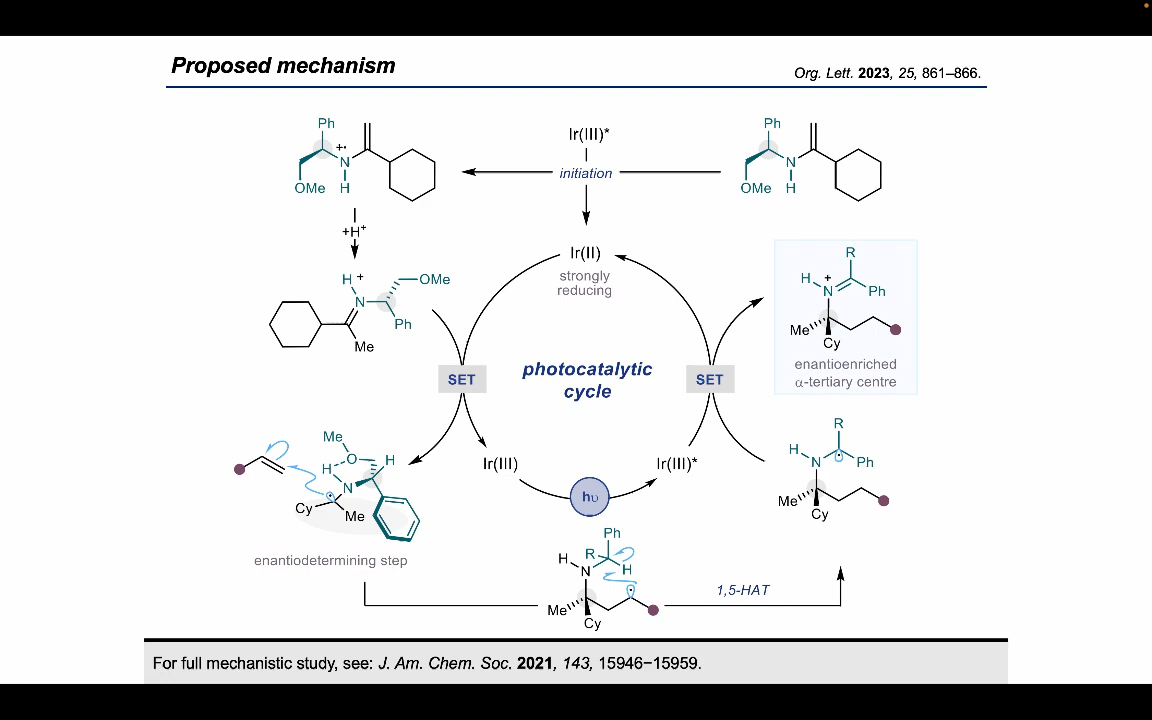 Proposed mechanism
Org. Lett. 2023, 25, 861–866.
Ph
+·
N
H
OMe
Ir(III)*
initiation
Ph
N
H
OMe
+H⁺
Ir(II)
strongly
reducing
H +
N
OMe
Ph
Me
R
H +
N
Ph
Me
Cy
enantioenriched
α-tertiary centre
SET
photocatalytic
cycle
SET
Me
O
H
H
N
Cy
Me
enantiodetermining step
Ir(III)
hυ
Ir(III)*
R
H
N
Ph
Me
Cy
Ph
R
H
N
H
Me
Cy
1,5-HAT
For full mechanistic study, see: J. Am. Chem. Soc. 2021, 143, 15946−15959.